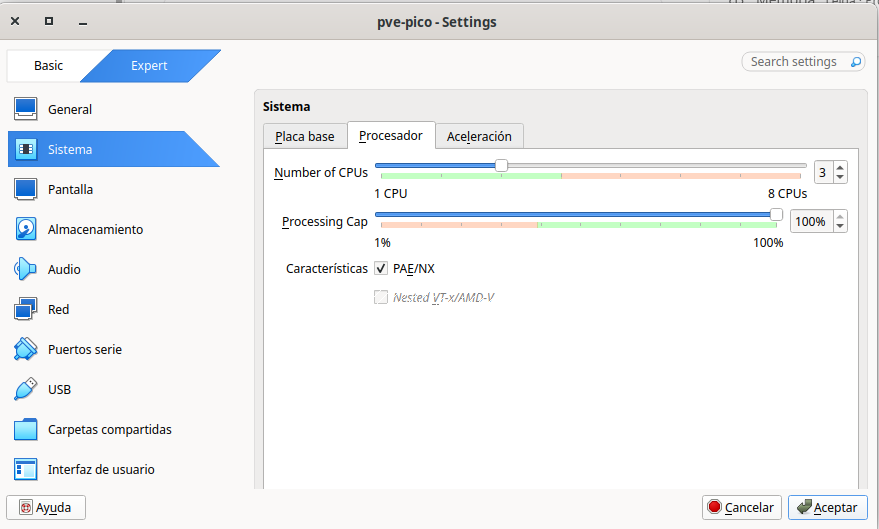 pve-pico - Settings
Basic
Expert
Search settings
General
Sistema
Pantalla
Almacenamiento
Audio
Red
Puertos serie
USB
Carpetas compartidas
Interfaz de usuario
Sistema
Placa base
Procesador
Aceleración
Number of CPUs
3
1 CPU
8 CPUs
Processing Cap
100%
1%
100%
Características
PAE/NX
Nested VT-x/AMD-V
Ayuda
Cancelar
Aceptar